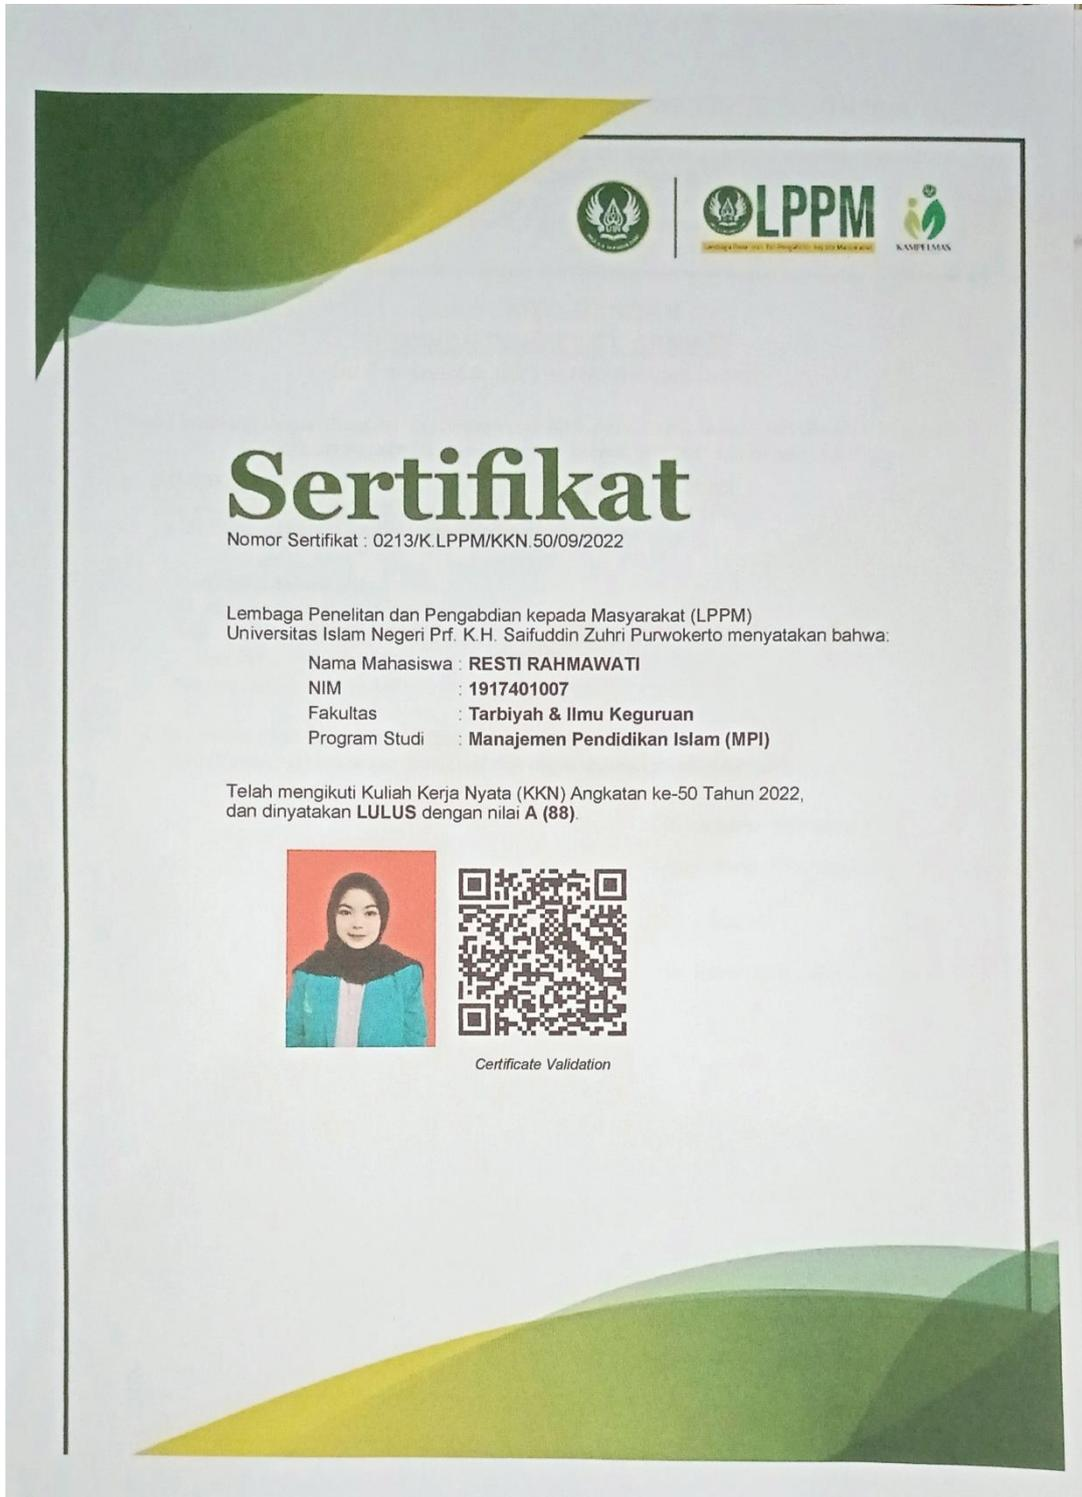 LPPM
KAMPELMAS
Sertifikat
Nomor Sertifikat : 0213/K.LPPM/KKN.50/09/2022
Lembaga Penelitan dan Pengabdian kepada Masyarakat (LPPM)
Universitas Islam Negeri Prf. K.H. Saifuddin Zuhri Purwokerto menyatakan bahwa:
Nama Mahasiswa : RESTI RAHMAWATI
NIM : 1917401007
Fakultas : Tarbiyah & Ilmu Keguruan
Program Studi : Manajemen Pendidikan Islam (MPI)
Telah mengikuti Kuliah Kerja Nyata (KKN) Angkatan ke-50 Tahun 2022,
dan dinyatakan LULUS dengan nilai A (88).
Certificate Validation